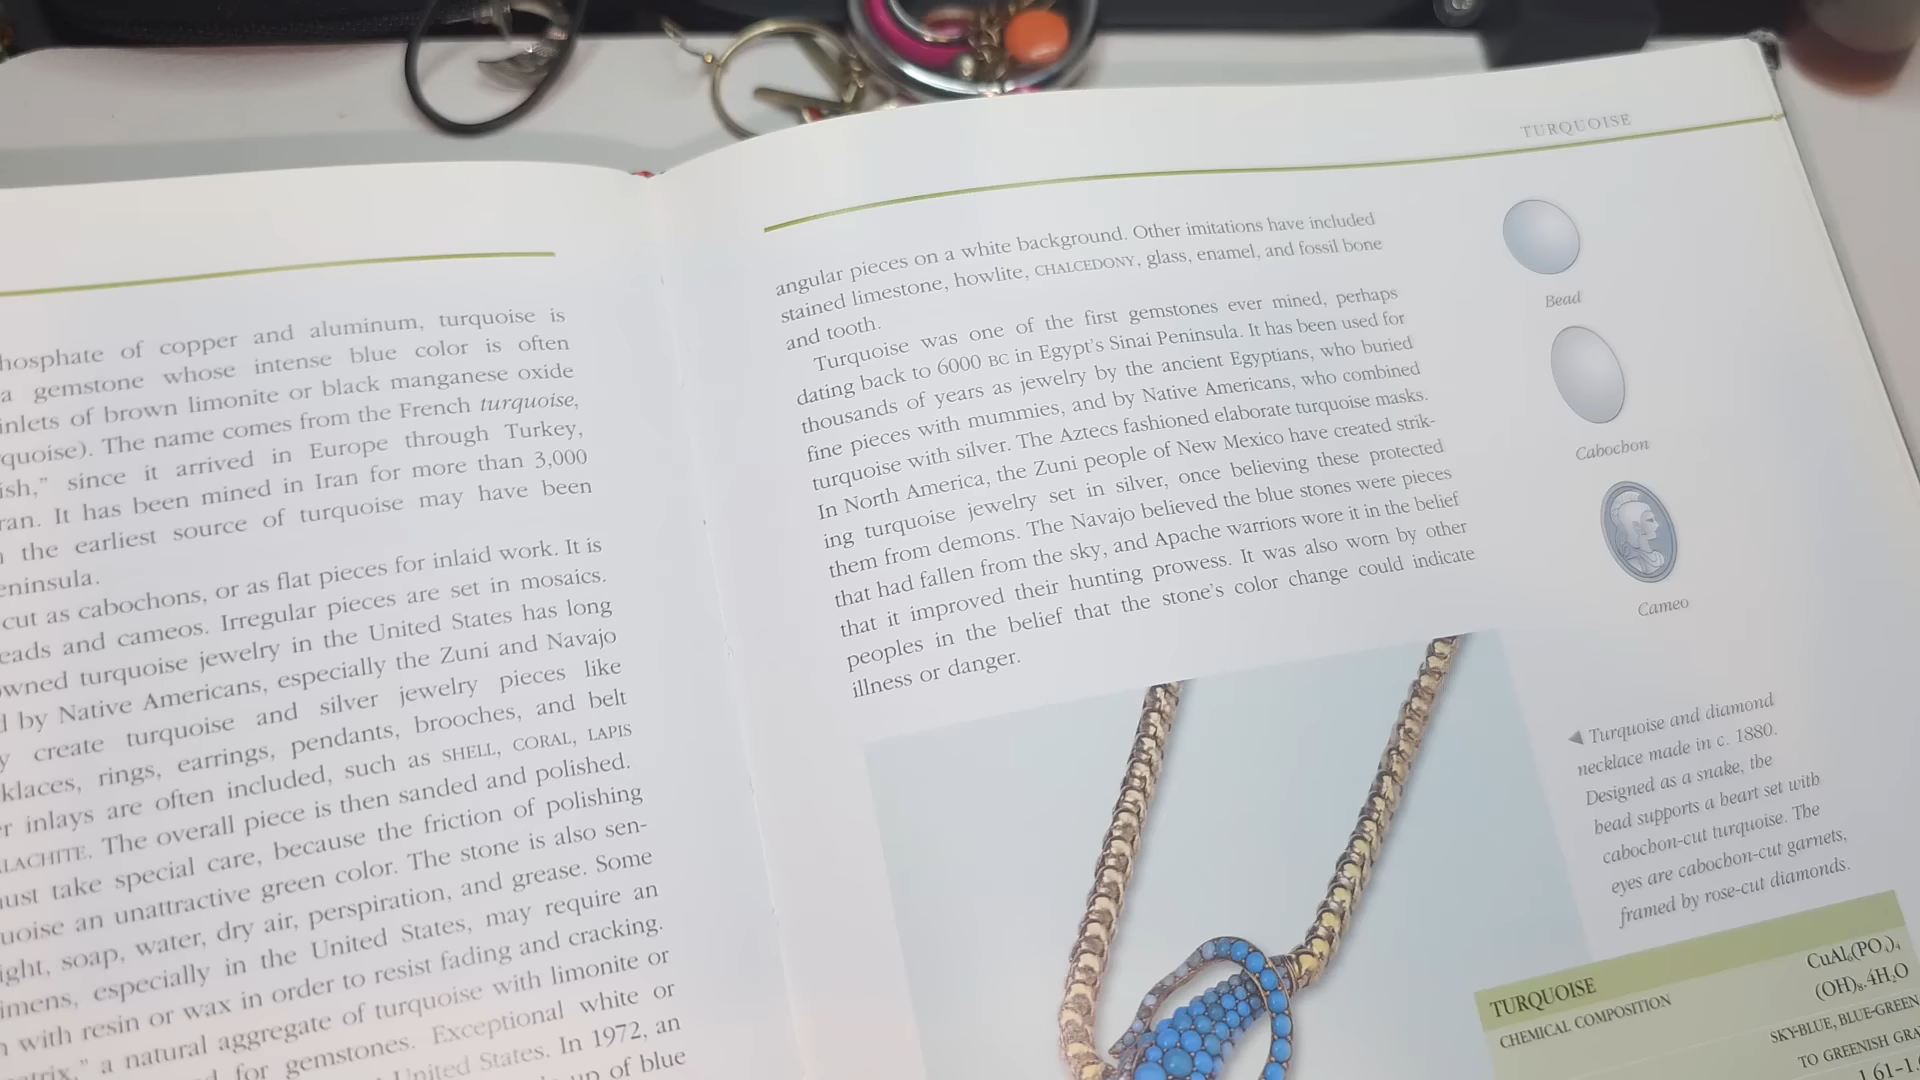 hosphate of copper and aluminum, turquoise is
a gemstone whose intense blue color is often
inlets of brown limonite or black manganese oxide
quoise). The name comes from the French turquoise,
ish,” since it arrived in Europe through Turkey,
ran. It has been mined in Iran for more than 3,000
the earliest source of turquoise may have been
eninsula.
cut as cabochons, or as flat pieces for inlaid work. It is
eads and cameos. Irregular pieces are set in mosaics.
owned turquoise jewelry in the United States has long
d by Native Americans, especially the Zuni and Navajo
y create turquoise and silver jewelry pieces like
klaces, rings, earrings, pendants, brooches, and belt
r inlays are often included, such as SHELL, CORAL, LAPIS
LACHITE. The overall piece is then sanded and polished.
ust take special care, because the friction of polishing
uoise an unattractive green color. The stone is also sen-
ight, soap, water, dry air, perspiration, and grease. Some
imens, especially in the United States, may require an
with resin or wax in order to resist fading and cracking.
trix,” a natural aggregate of turquoise with limonite or
for gemstones. Exceptional white or
United States. In 1972, an
up of blue
TURQUOISE
angular pieces on a white background. Other imitations have included
stained limestone, howlite, CHALCEDONY, glass, enamel, and fossil bone
and tooth.
Turquoise was one of the first gemstones ever mined, perhaps
dating back to 6000 BC in Egypt’s Sinai Peninsula. It has been used for
thousands of years as jewelry by the ancient Egyptians, who buried
fine pieces with mummies, and by Native Americans, who combined
turquoise with silver. The Aztecs fashioned elaborate turquoise masks.
In North America, the Zuni people of New Mexico have created strik-
ing turquoise jewelry set in silver, once believing these protected
them from demons. The Navajo believed the blue stones were pieces
that had fallen from the sky, and Apache warriors wore it in the belief
that it improved their hunting prowess. It was also worn by other
peoples in the belief that the stone’s color change could indicate
illness or danger.
Bead
Cabochon
Cameo
Turquoise and diamond
necklace made in c. 1880.
Designed as a snake, the
head supports a heart set with
cabochon-cut turquoise. The
eyes are cabochon-cut garnets,
framed by rose-cut diamonds.
TURQUOISE
CHEMICAL COMPOSITION
CuAl₆(PO₄)₄
(OH)₈.4H₂O
SKY-BLUE, BLUE-GREEN
TO GREENISH GRA
1.61–1.